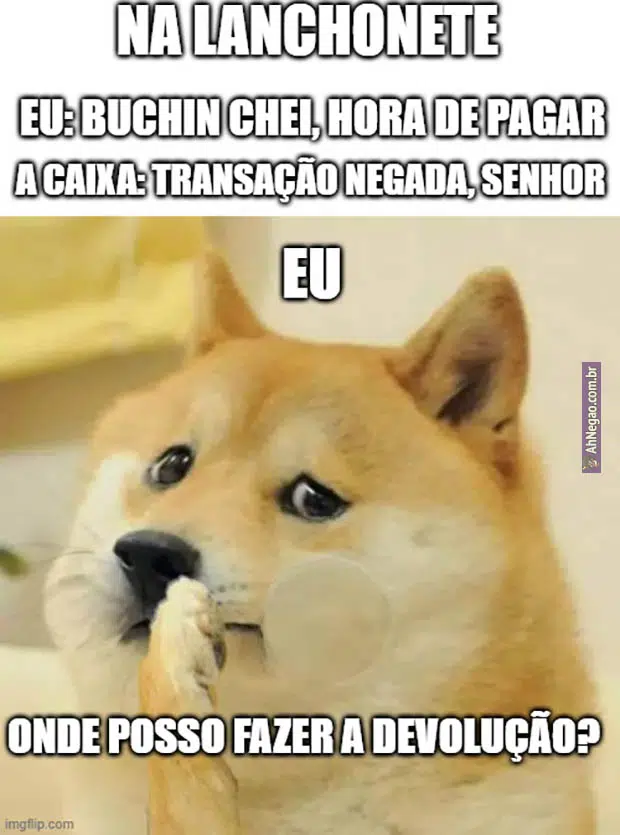 NA LANCHONETE
EU: BUCHIN CHEI, HORA DE PAGAR
A CAIXA: TRANSAÇÃO NEGADA, SENHOR
EU
AhNegao.com.br
ONDE POSSO FAZER A DEVOLUÇÃO?
imgflip.com